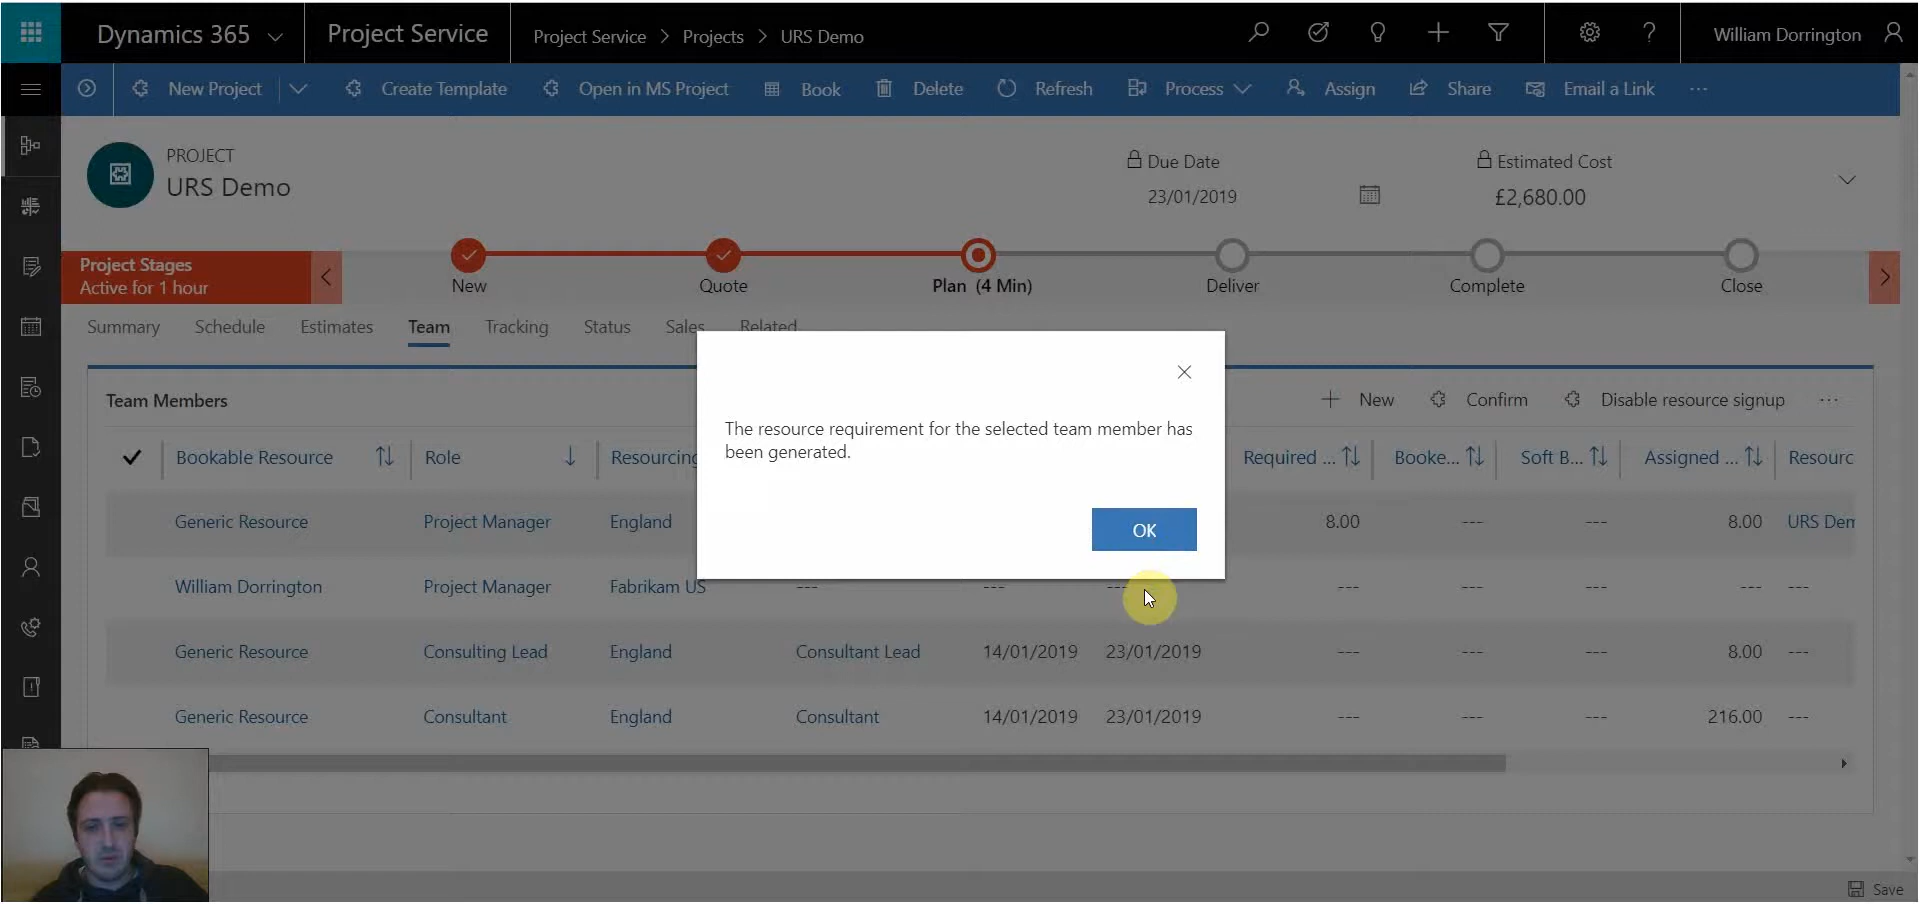 Dynamics 365
Project Service
Project Service > Projects > URS Demo
William Dorrington
New Project
Create Template
Open in MS Project
Book
Delete
Refresh
Process
Assign
Share
Email a Link
PROJECT
URS Demo
Due Date
23/01/2019
Estimated Cost
£2,680.00
Project Stages
Active for 1 hour
New
Quote
Plan (4 Min)
Deliver
Complete
Close
Summary
Schedule
Estimates
Team
Tracking
Status
Sales
Related
The resource requirement for the selected team member has
been generated.
OK
Team Members
New
Confirm
Disable resource signup
Bookable Resource Role Resourcing Required ... Booke... Soft B... Assigned ... Resourc
Generic Resource Project Manager England 8.00 --- --- 8.00 URS Dem
William Dorrington Project Manager Fabrikam US --- --- --- --- --- --- --- ---
Generic Resource Consulting Lead England Consultant Lead 14/01/2019 23/01/2019 --- --- --- 8.00 ---
Generic Resource Consultant England Consultant 14/01/2019 23/01/2019 --- --- --- 216.00 ---
Save